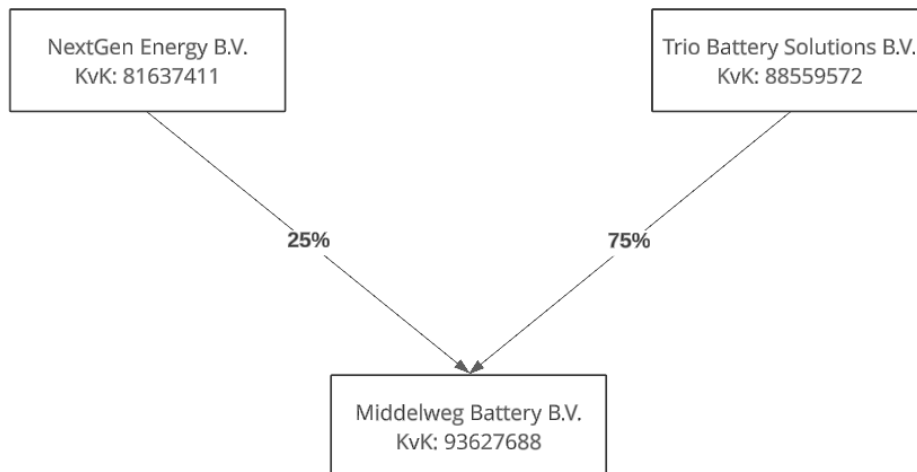 NextGen Energy B.V.
KvK: 81637411
Trio Battery Solutions B.V.
KvK: 88559572
25%
75%
Middelweg Battery B.V.
KvK: 93627688